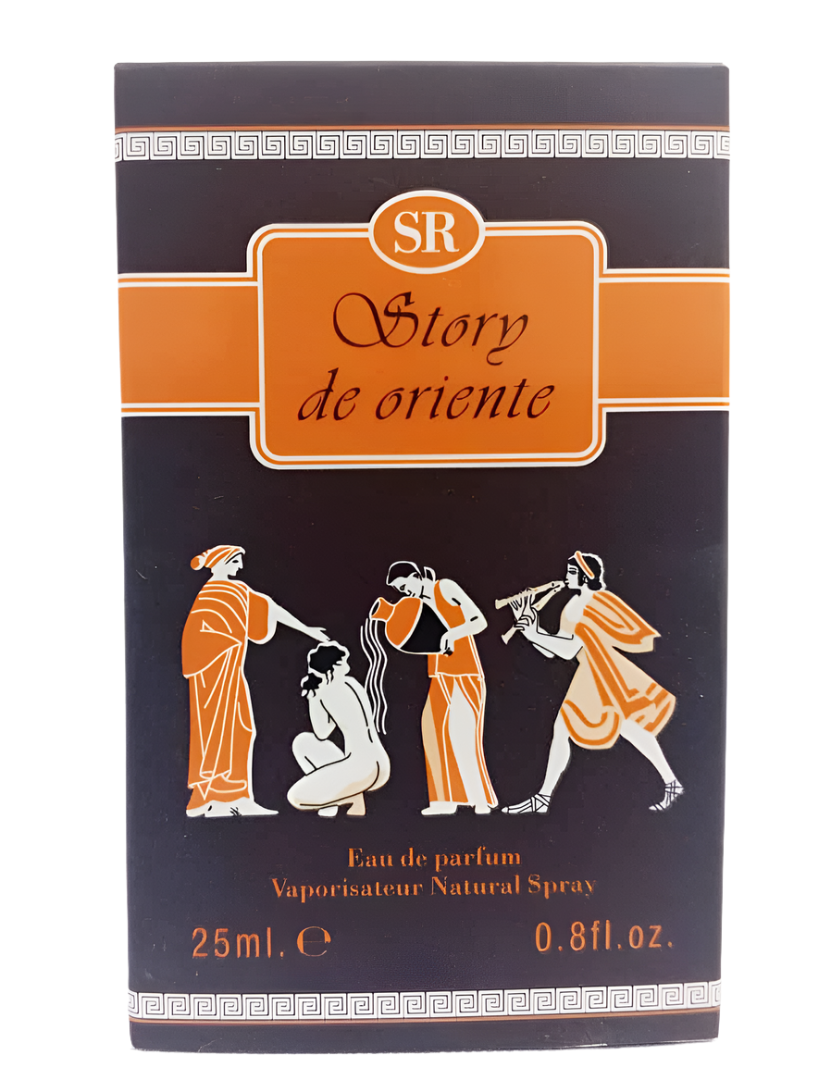 SR
Story
de oriente
Eau de parfum
Vaporisateur Natural Spray
25ml. ℮ 0.8fl.oz.